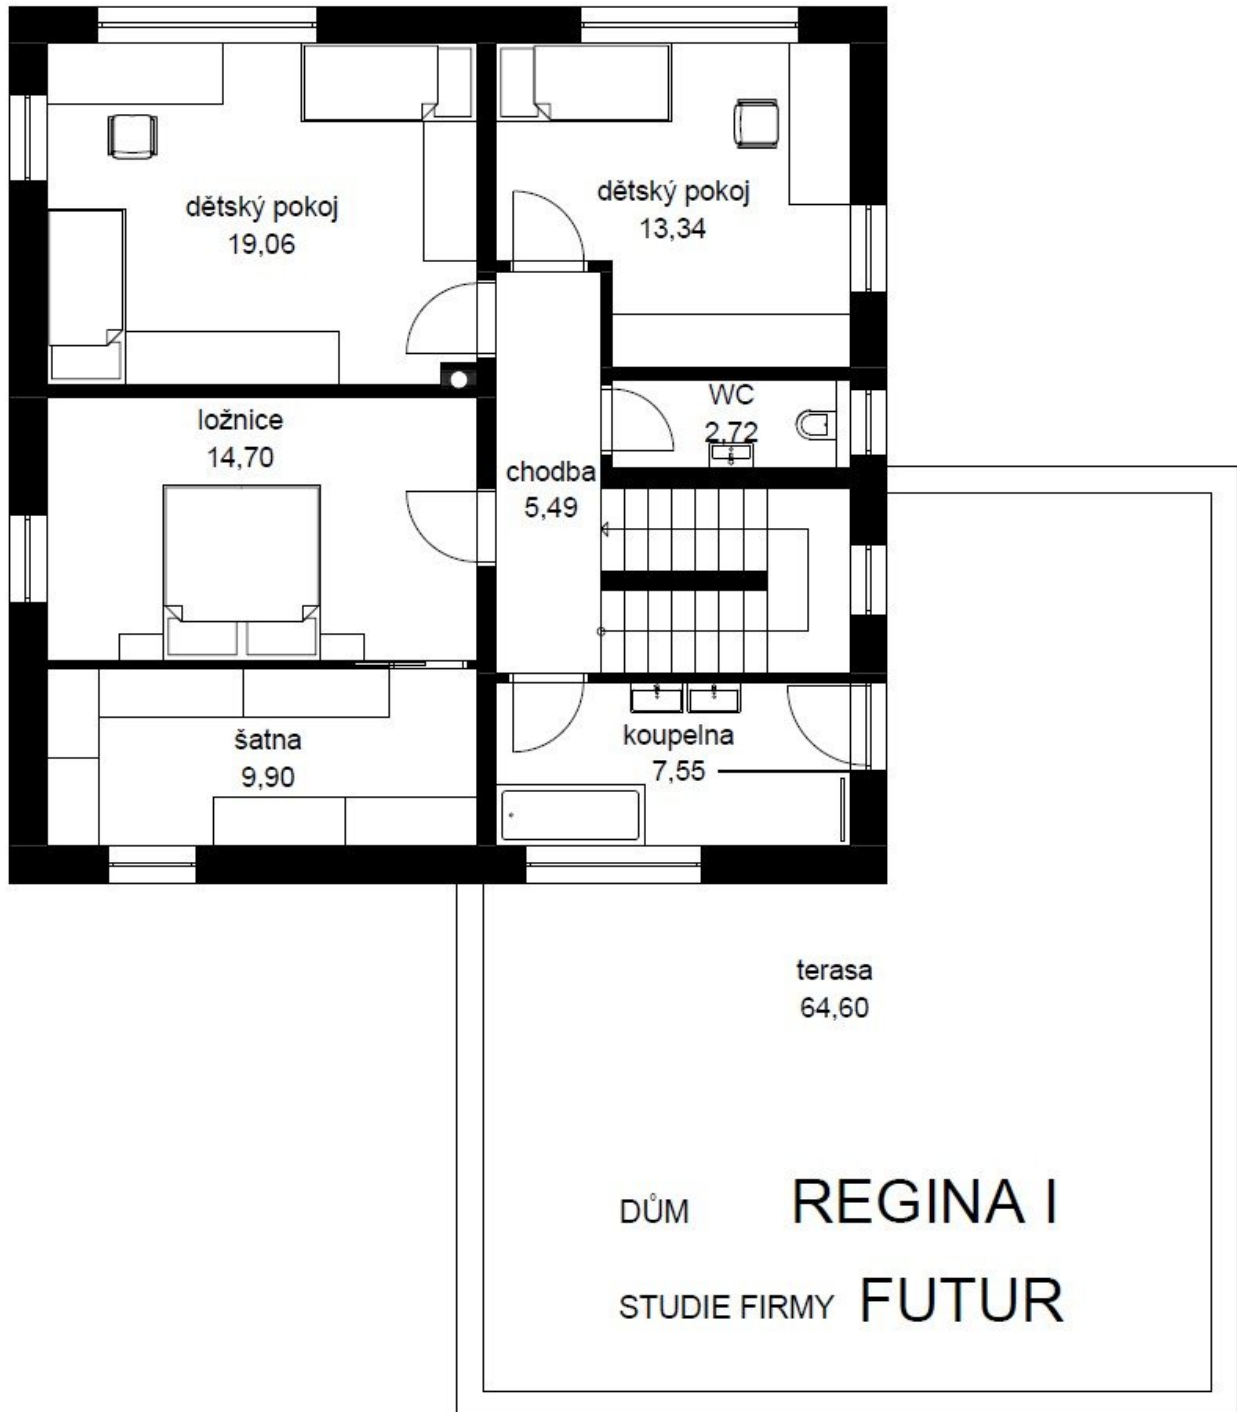 dětský pokoj
19,06
dětský pokoj
13,34
WC
2,72
ložnice
14,70
chodba
5,49
šatna
9,90
koupelna
7,55
terasa
64,60
DŮM REGINA I
STUDIE FIRMY FUTUR